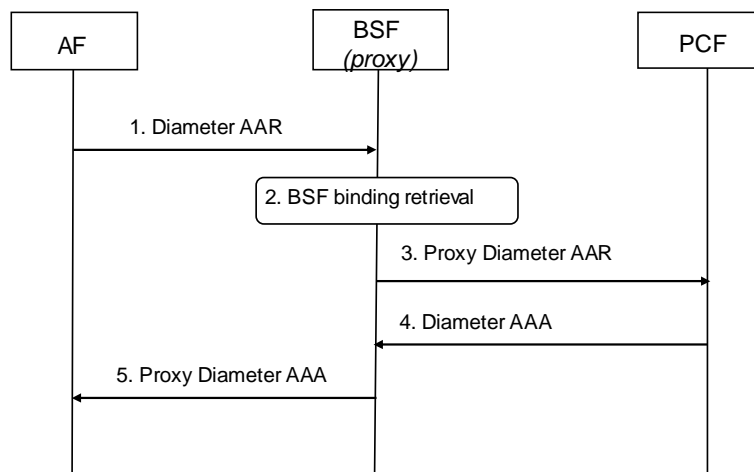 AF
BSF
(proxy)
PCF
1. Diameter AAR
2. BSF binding retrieval
3. Proxy Diameter AAR
4. Diameter AAA
5. Proxy Diameter AAA